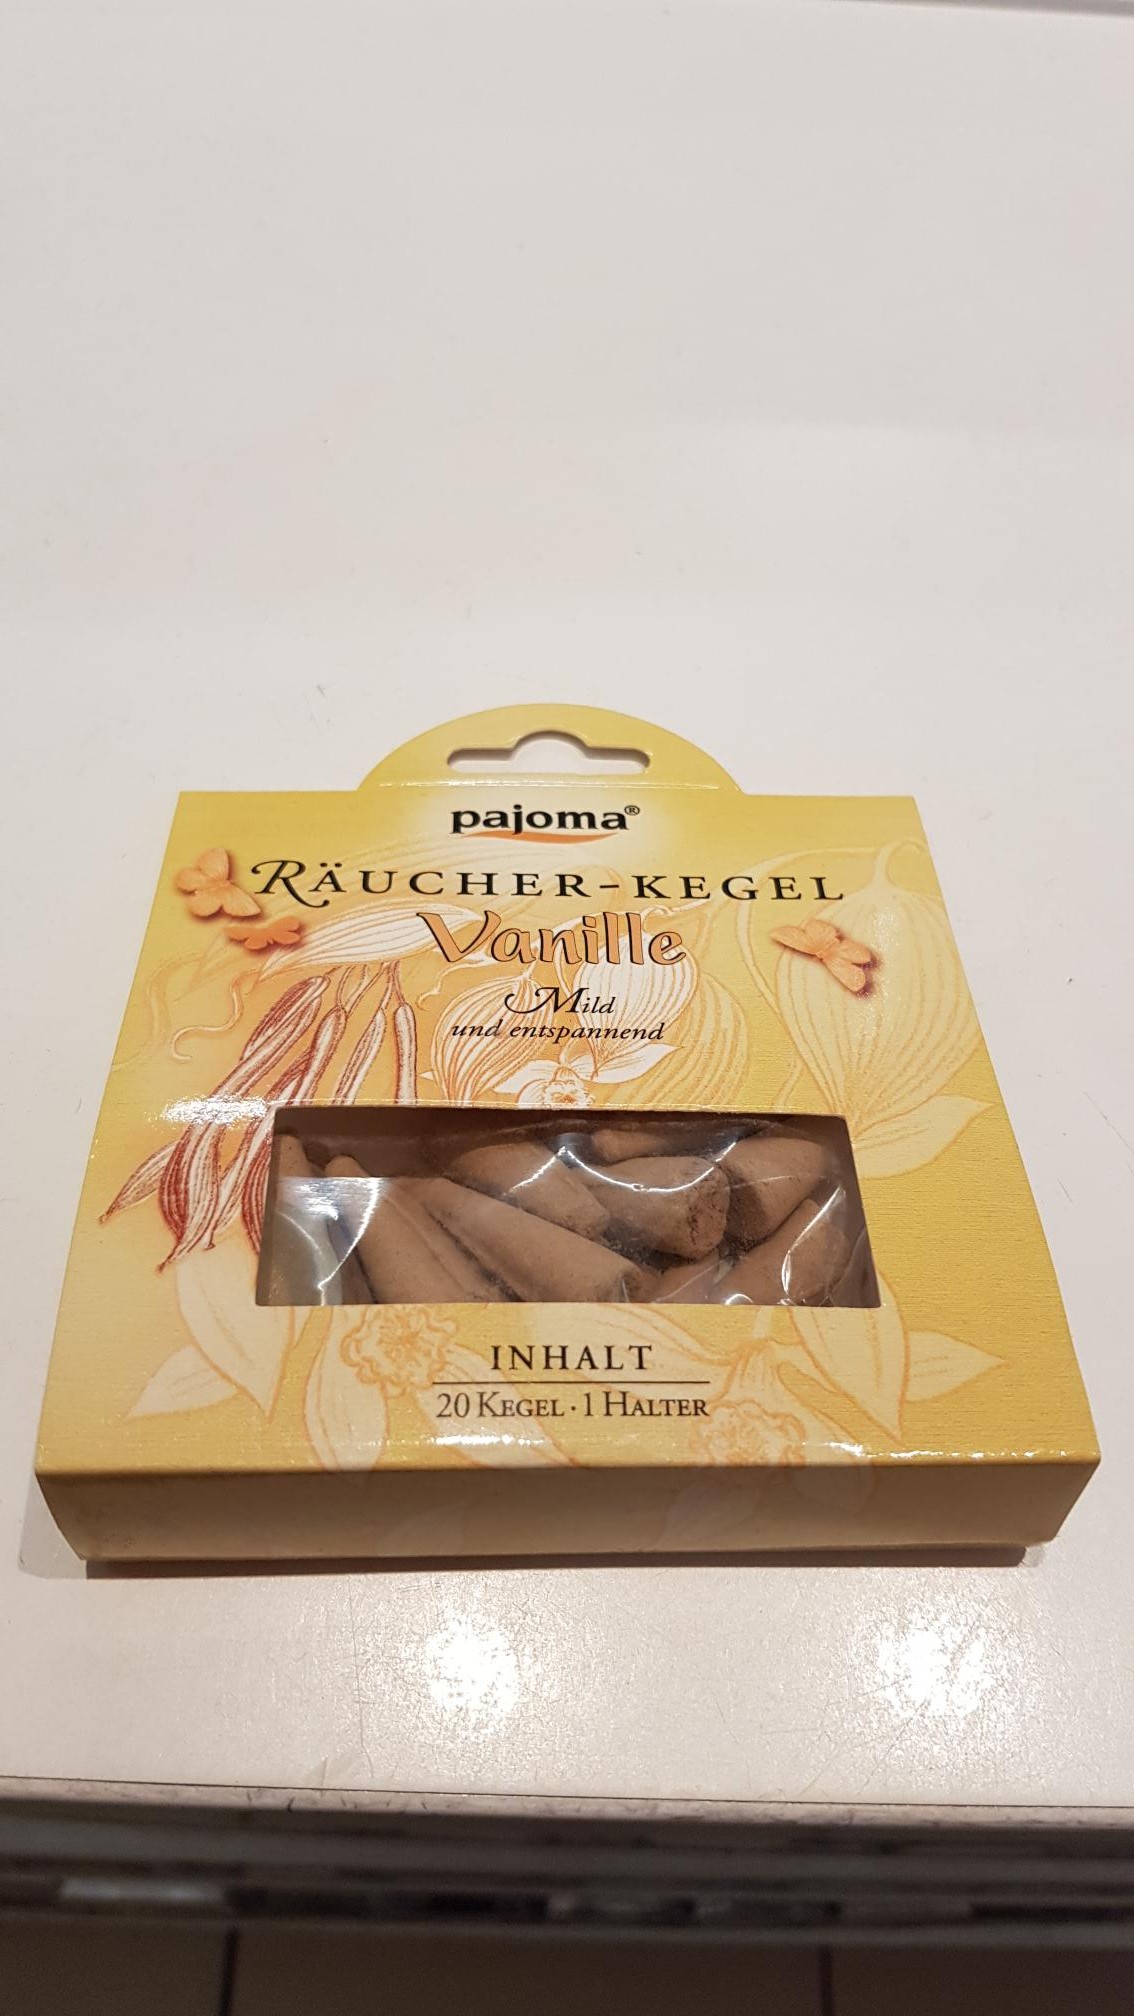 pajoma®
RÄUCHER-KEGEL
Vanille
Mild
und entspannend
INHALT
20 KEGEL · 1 HALTER